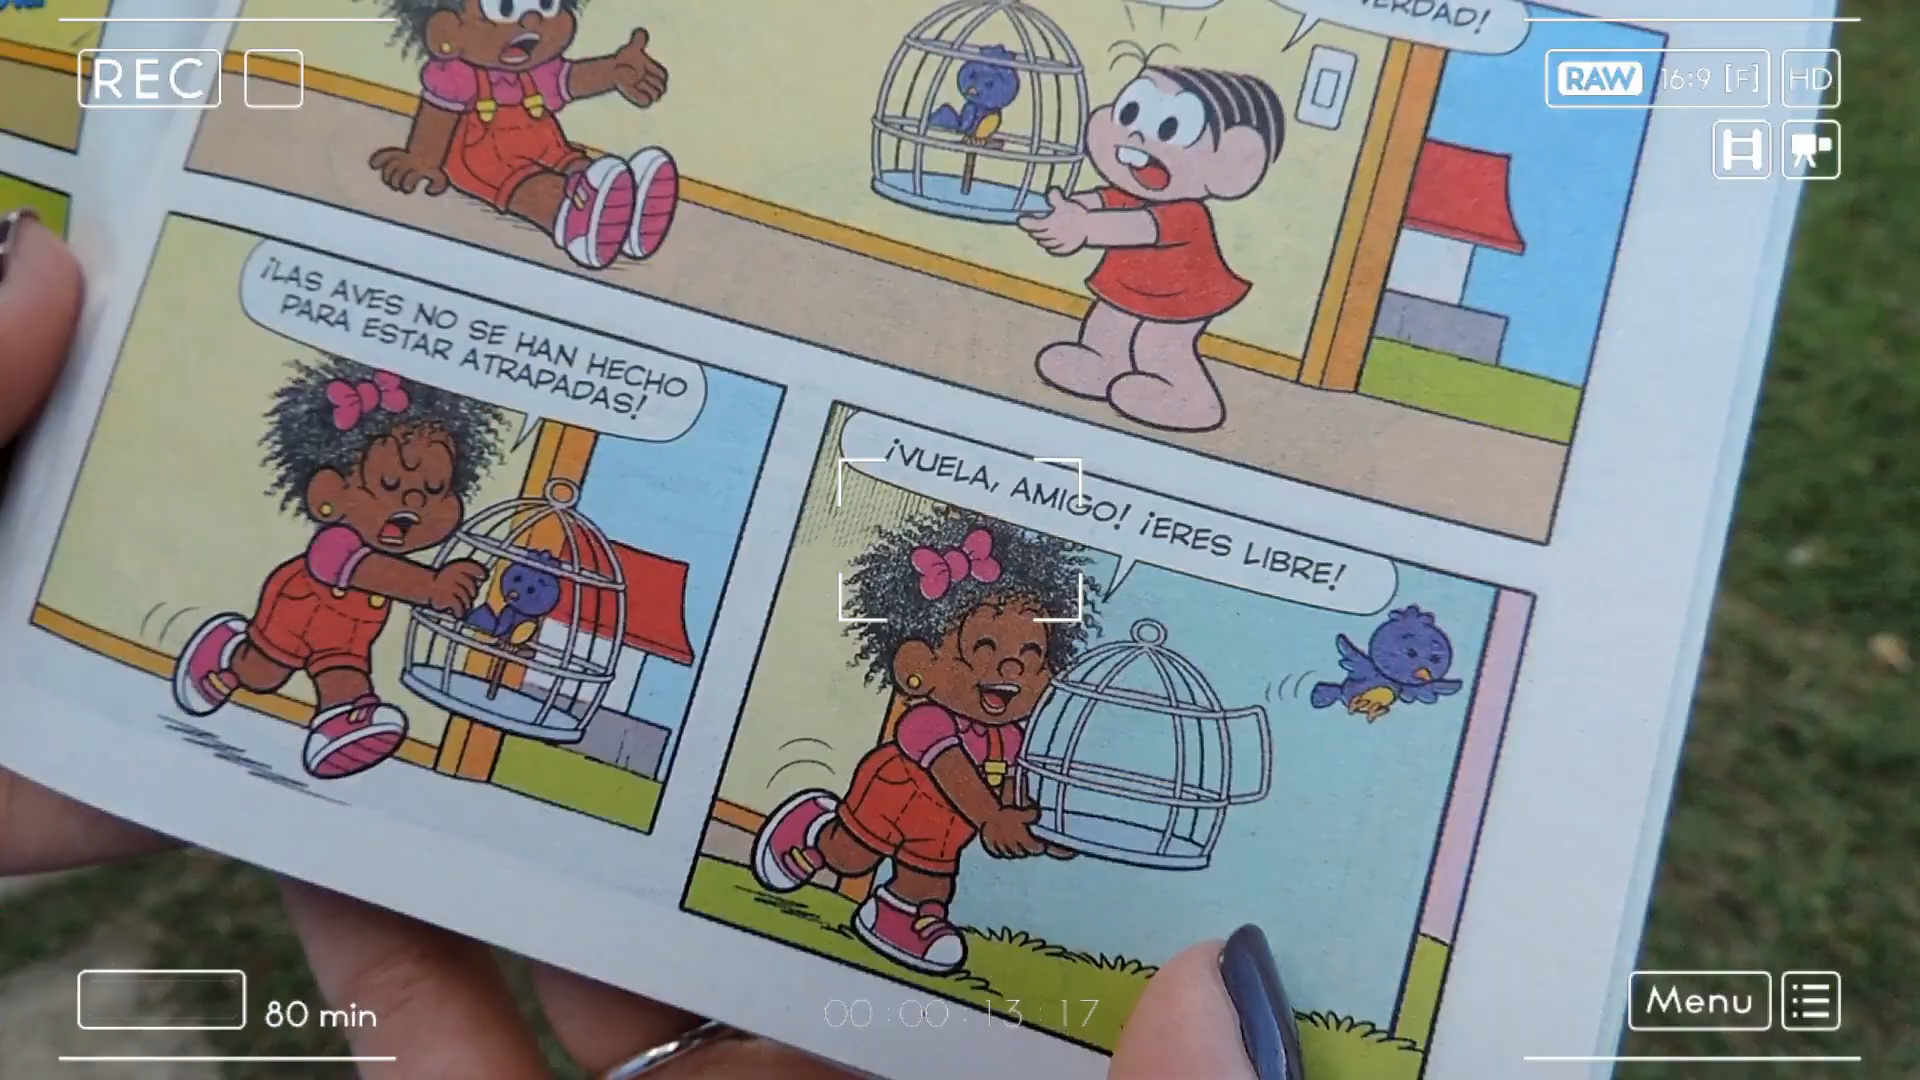 REC
RAW 16:9 [F] HD
¡LAS AVES NO SE HAN HECHO
PARA ESTAR ATRAPADAS!
¡VUELA, AMIGO! ¡ERES LIBRE!
80 min
00:00:13:17
Menu